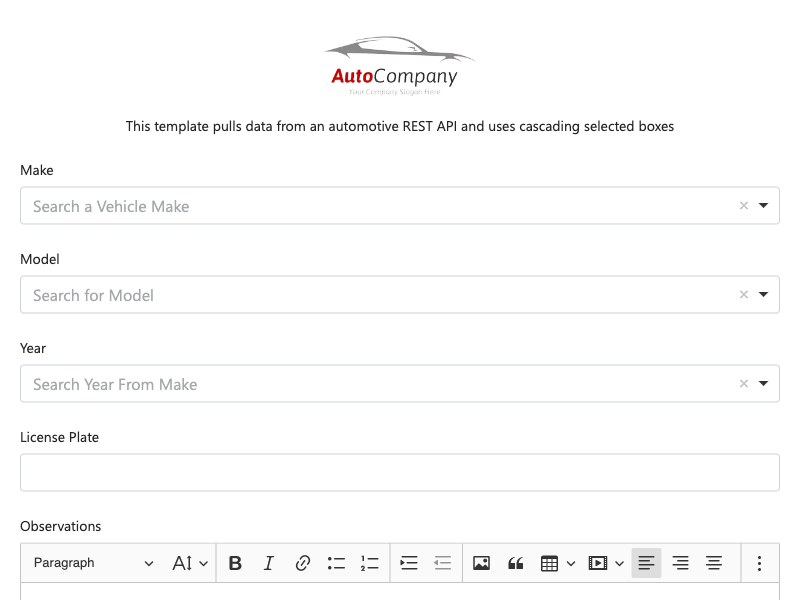 AutoCompany
Your Company Slogan Here
This template pulls data from an automotive REST API and uses cascading selected boxes
Make
Search a Vehicle Make
Model
Search for Model
Year
Search Year From Make
License Plate
Observations
Paragraph